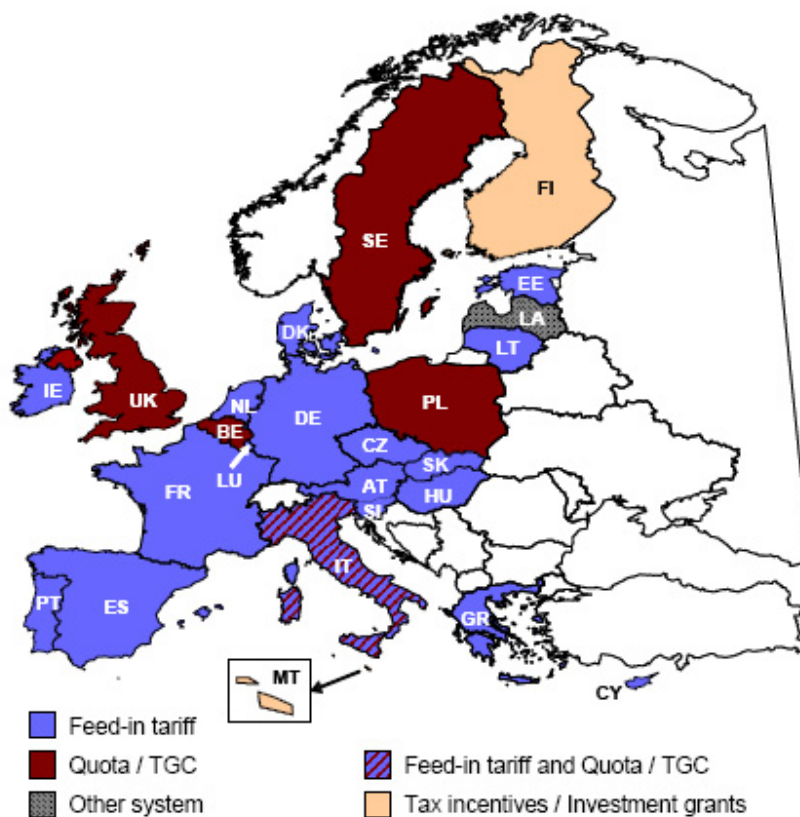 FI
SE
EE
LA
DK
LT
IE
UK
NL
DE
PL
BE
CZ
LU
SK
FR
AT
HU
SI
IT
PT
ES
GR
MT
CY
Feed-in tariff
Quota / TGC
Feed-in tariff and Quota / TGC
Other system
Tax incentives / Investment grants